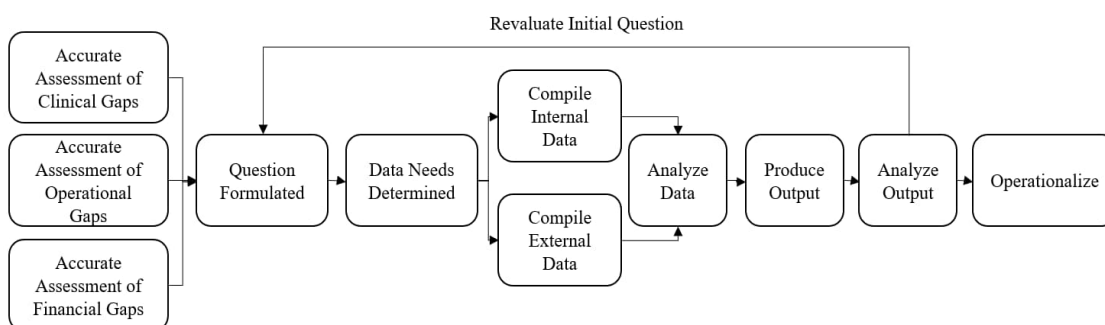 Revaluate Initial Question
Accurate
Assessment of
Clinical Gaps
Accurate
Assessment of
Operational
Gaps
Accurate
Assessment of
Financial Gaps
Question
Formulated
Data Needs
Determined
Compile
Internal
Data
Compile
External
Data
Analyze
Data
Produce
Output
Analyze
Output
Operationalize